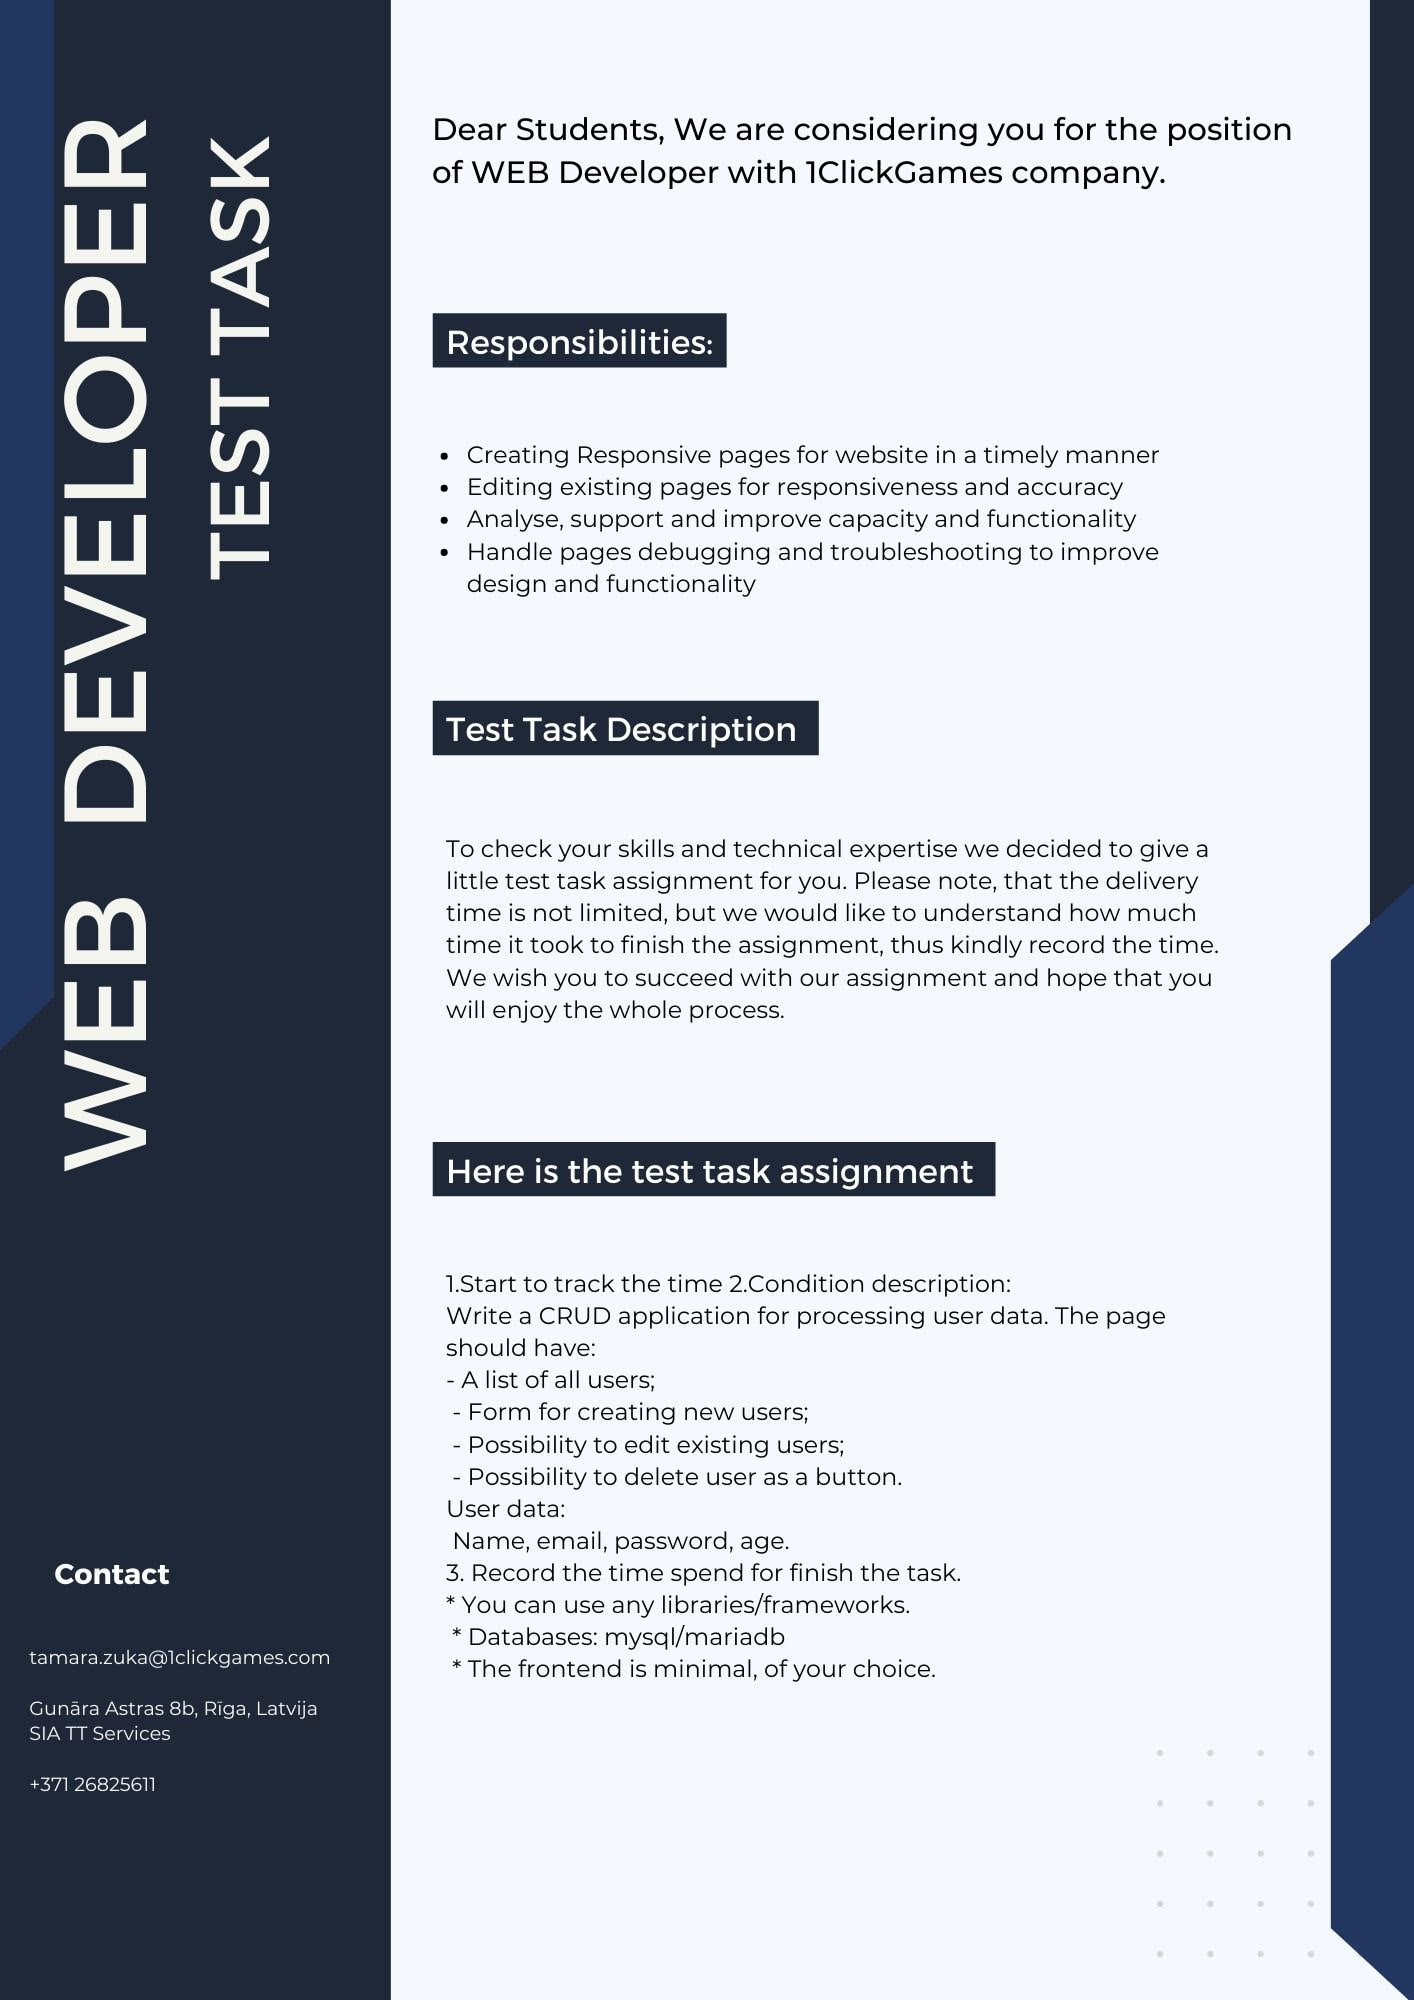 WEB DEVELOPER
TEST TASK
Dear Students, We are considering you for the position
of WEB Developer with 1ClickGames company.
Responsibilities:
• Creating Responsive pages for website in a timely manner
• Editing existing pages for responsiveness and accuracy
• Analyse, support and improve capacity and functionality
• Handle pages debugging and troubleshooting to improve
design and functionality
Test Task Description
To check your skills and technical expertise we decided to give a
little test task assignment for you. Please note, that the delivery
time is not limited, but we would like to understand how much
time it took to finish the assignment, thus kindly record the time.
We wish you to succeed with our assignment and hope that you
will enjoy the whole process.
Here is the test task assignment
1.Start to track the time 2.Condition description:
Write a CRUD application for processing user data. The page
should have:
- A list of all users;
- Form for creating new users;
- Possibility to edit existing users;
- Possibility to delete user as a button.
User data:
Name, email, password, age.
3. Record the time spend for finish the task.
* You can use any libraries/frameworks.
* Databases: mysql/mariadb
* The frontend is minimal, of your choice.
Contact
tamara.zuka@1clickgames.com
Gunāra Astras 8b, Rīga, Latvija
SIA TT Services
+371 26825611